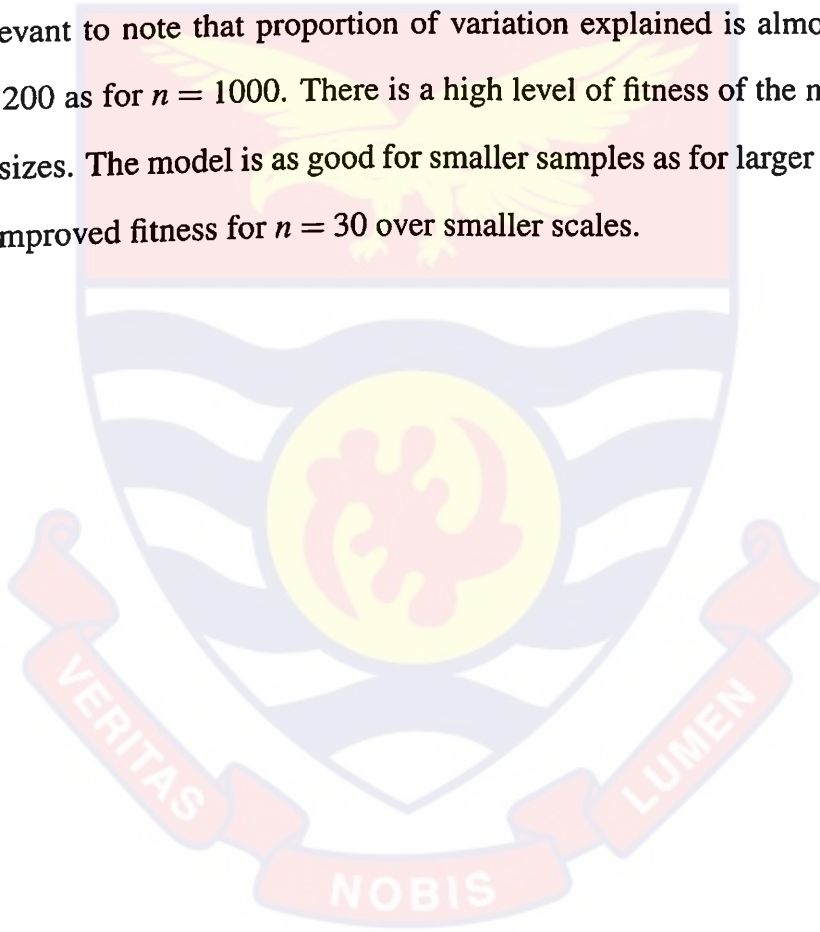 evant to note that proportion of variation explained is almo
200 as for n = 1000. There is a high level of fitness of the
sizes. The model is as good for smaller samples as for larger
mproved fitness for n = 30 over smaller scales.
VERITAS
NOBIS
LUMEN